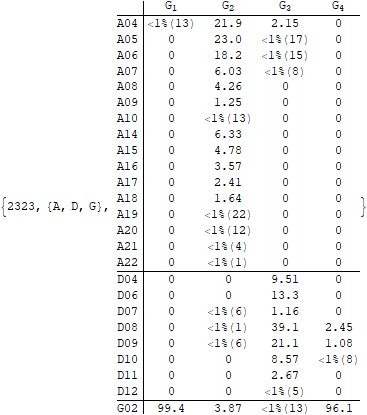 G1 G2 G3 G4
A04 <1%(13) 21.9 2.15 0
A05 0 23.0 <1%(17) 0
A06 0 18.2 <1%(15) 0
A07 0 6.03 <1%(8) 0
A08 0 4.26 0 0
A09 0 1.25 0 0
A10 0 <1%(13) 0 0
A14 0 6.33 0 0
A15 0 4.78 0 0
A16 0 3.57 0 0
A17 0 2.41 0 0
{2323, {A, D, G}, A18 0 1.64 0 0 }
A19 0 <1%(22) 0 0
A20 0 <1%(12) 0 0
A21 0 <1%(4) 0 0
A22 0 <1%(1) 0 0
D04 0 0 9.51 0
D06 0 0 13.3 0
D07 0 <1%(6) 1.16 0
D08 0 <1%(1) 39.1 2.45
D09 0 <1%(6) 21.1 1.08
D10 0 0 8.57 <1%(8)
D11 0 0 2.67 0
D12 0 0 <1%(5) 0
G02 99.4 3.87 <1%(13) 96.1